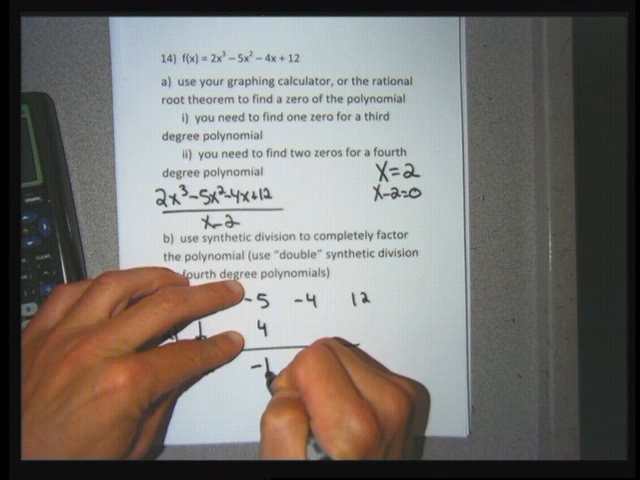 14) f(x) = 2x³ – 5x² – 4x + 12
a) use your graphing calculator, or the rational
root theorem to find a zero of the polynomial
i) you need to find one zero for a third
degree polynomial
ii) you need to find two zeros for a fourth
degree polynomial
X=2
X-2=0
2x³-5x²-4x+12
x-2
b) use synthetic division to completely factor
the polynomial (use "double" synthetic division
fourth degree polynomials)
-5 -4 12
4
-1